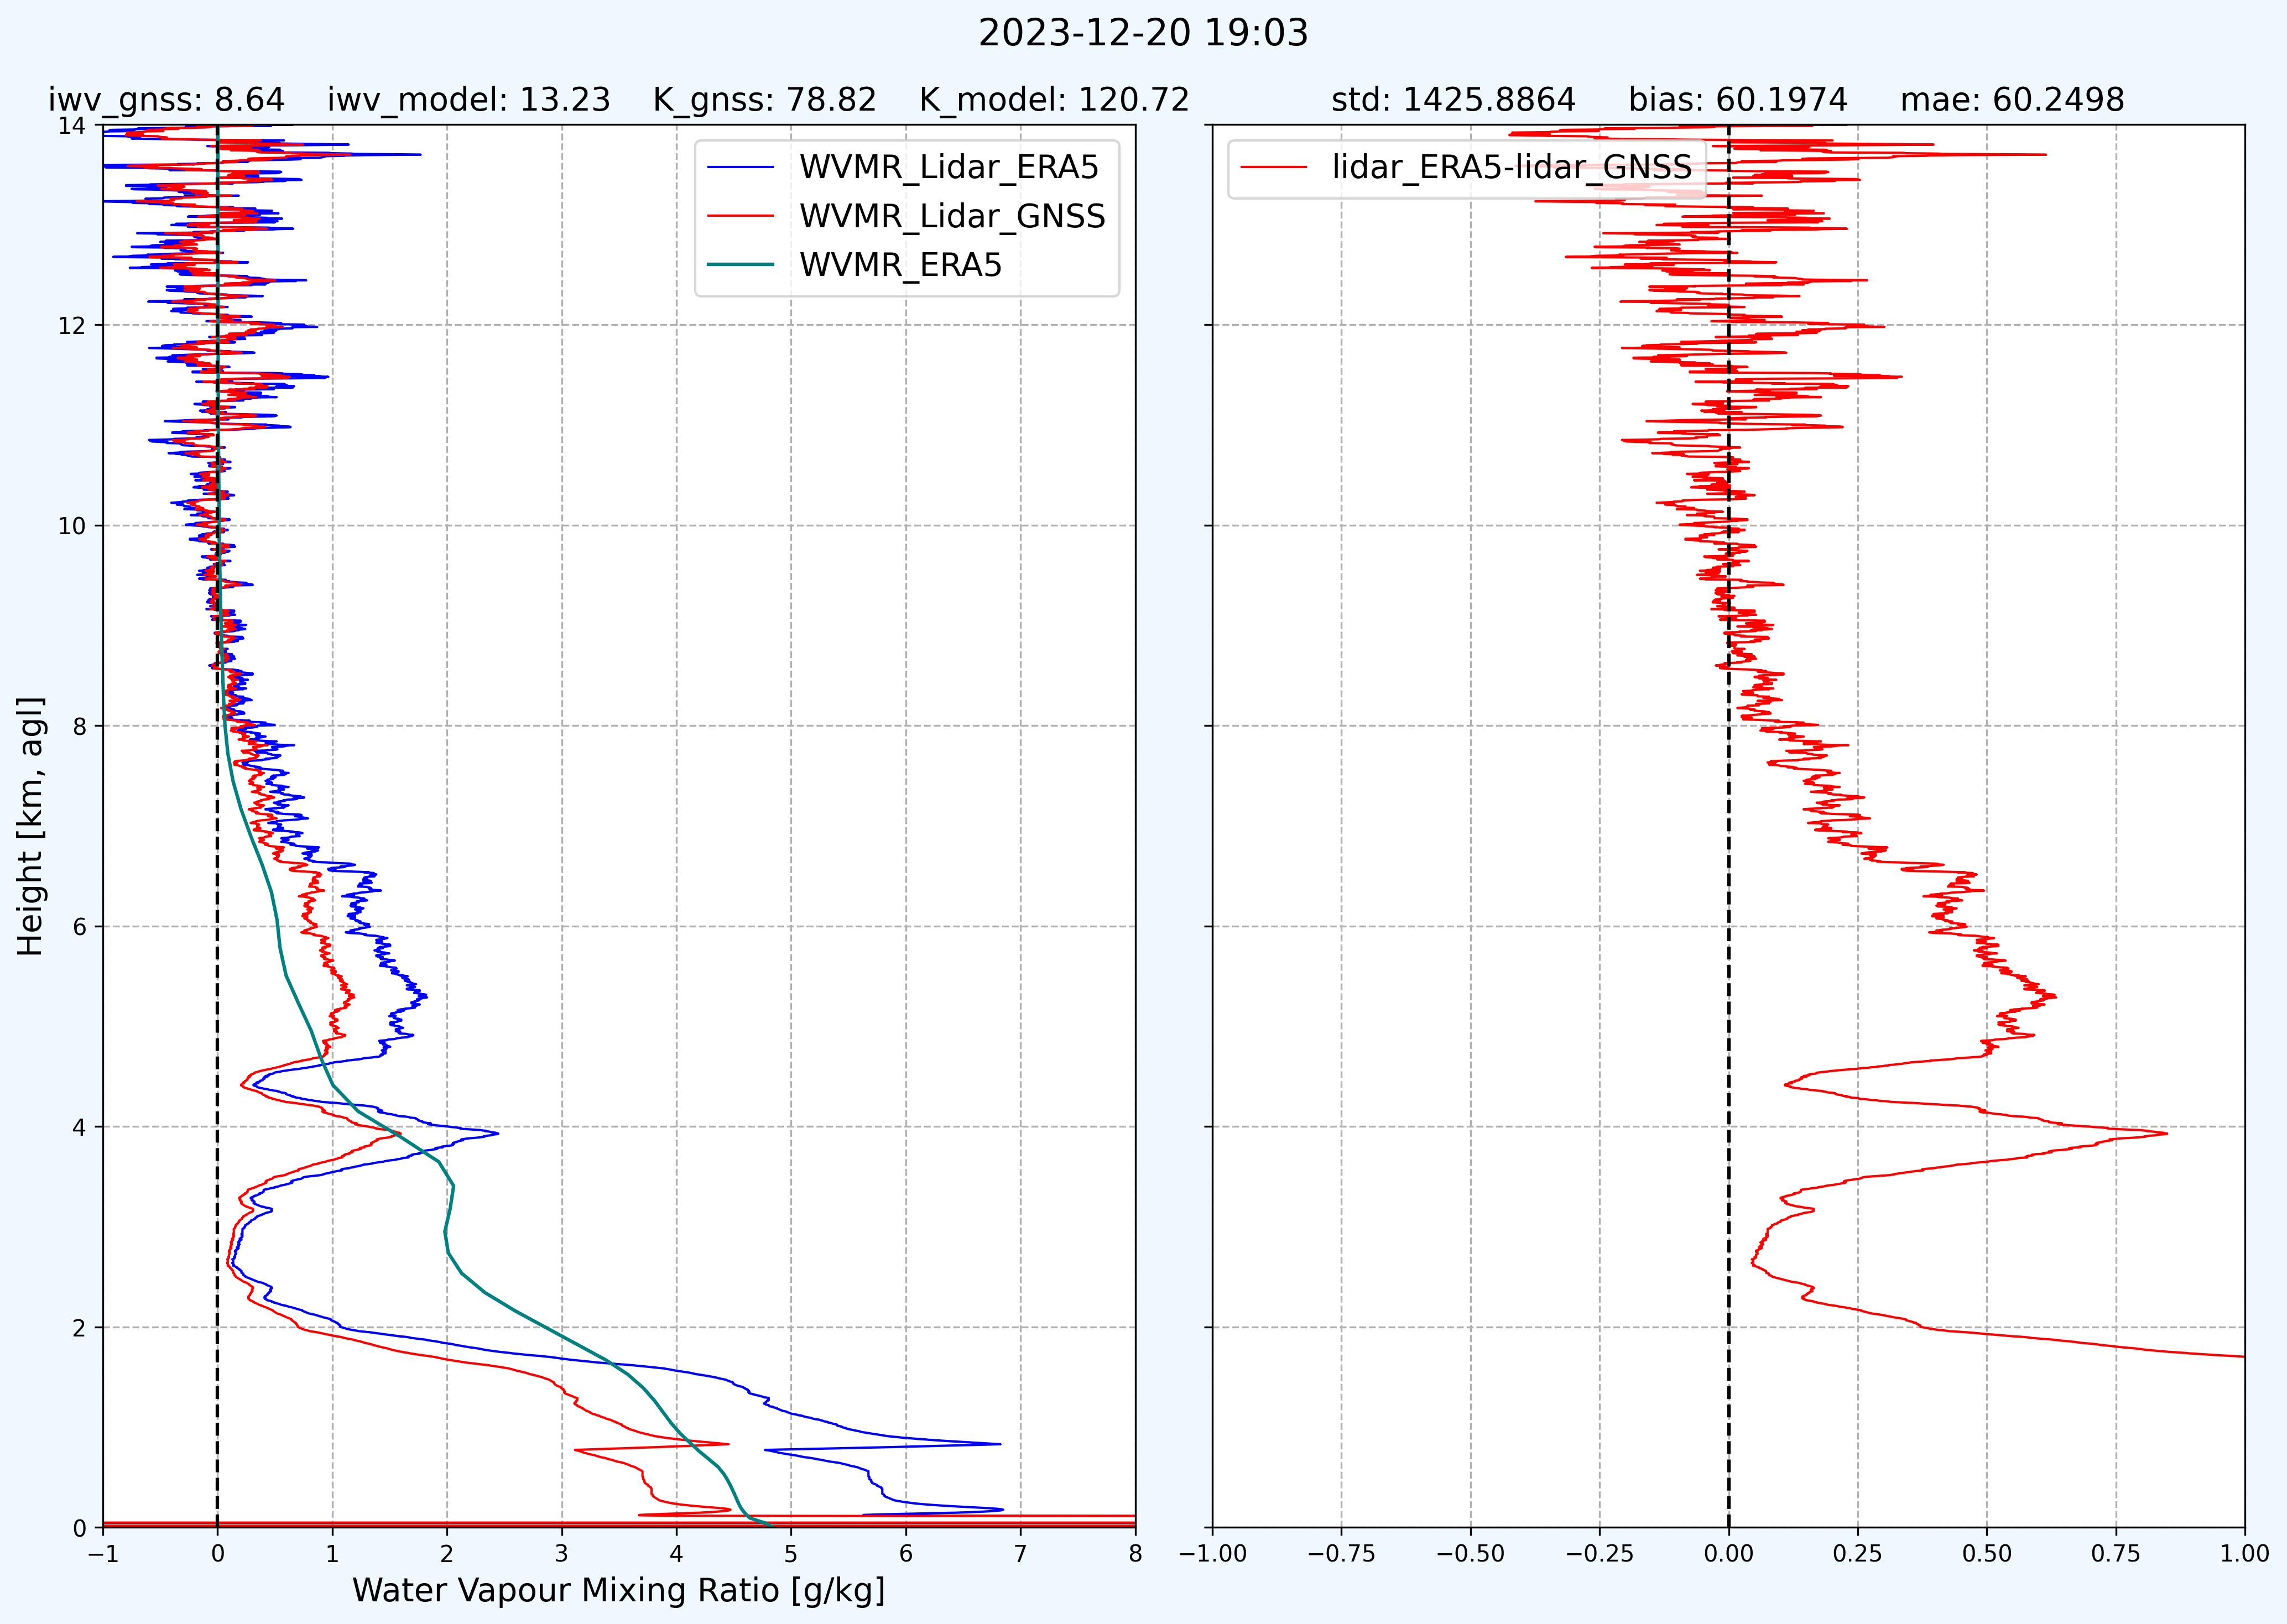 2023-12-20 19:03
iwv_gnss: 8.64 iwv_model: 13.23 K_gnss: 78.82 K_model: 120.72
std: 1425.8864 bias: 60.1974 mae: 60.2498
WVMR_Lidar_ERA5
WVMR_Lidar_GNSS
WVMR_ERA5
lidar_ERA5-lidar_GNSS
14
12
10
8
6
4
2
0
Height [km, agl]
−1 0 1 2 3 4 5 6 7 8
Water Vapour Mixing Ratio [g/kg]
−1.00 −0.75 −0.50 −0.25 0.00 0.25 0.50 0.75 1.00